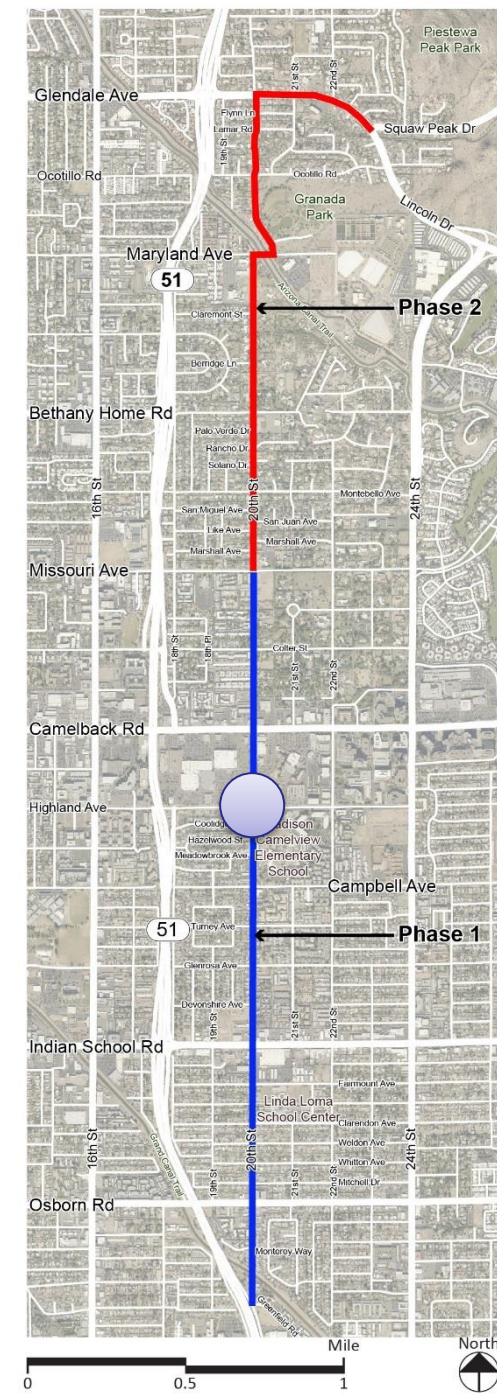 Piestewa
Peak Park
Glendale Ave
21st St
22nd St
Flynn Ln
Lamar Rd
19th St
Squaw Peak Dr
Ocotillo Rd
Ocotillo Rd
Granada
Park
Lincoln Dr
Maryland Ave
51
Arizona Canal Trail
Claremont St
Phase 2
Berridge Ln
Bethany Home Rd
Palo Verde Dr
Rancho Dr
Solano Dr
16th St
20th St
24th St
Montebello Ave
San Miguel Ave
San Juan Ave
Like Ave
Marshall Ave
Marshall Ave
Missouri Ave
18th St
18th Pl
Colter St
21st St
22nd St
Camelback Rd
Highland Ave
Hazelwood St
Camelview
Meadowbrook Ave
Elementary
School
Campbell Ave
51
Turney Ave
Phase 1
Glenrosa Ave
Devonshire Ave
19th St
21st St
22nd St
Indian School Rd
Fairmount Ave
Linda Loma
School Center
Clarendon Ave
Weldon Ave
Whitton Ave
Mitchell Dr
16th St
19th St
20th St
21st St
22nd St
24th St
Grand Canal Trail
Osborn Rd
Monterey Way
Greenfield Rd
Mile
North
0
0.5
1